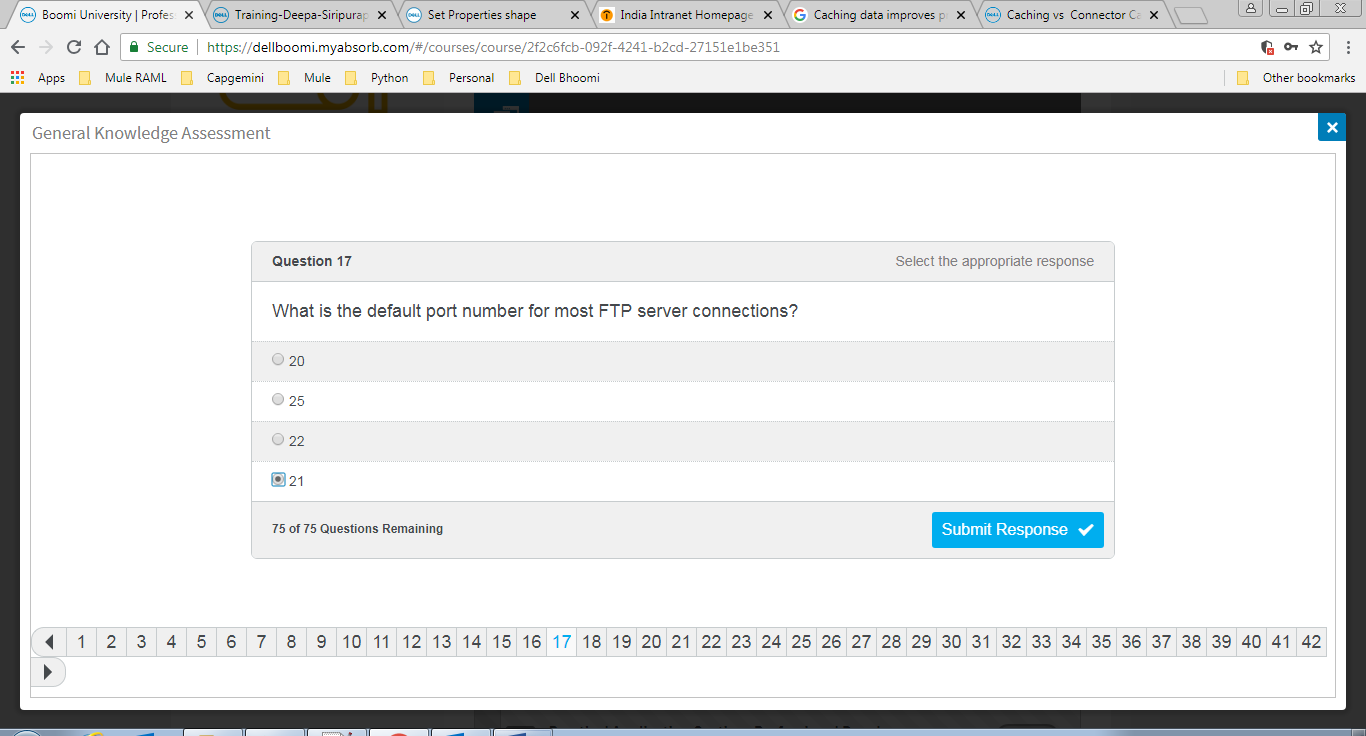 Boomi University | Profes
Training-Deepa-Siripurap
Set Properties shape
India Intranet Homepage
Caching data improves p
Caching vs Connector Ca
Secure
https://dellboomi.myabsorb.com/#/courses/course/2f2c6fcb-092f-4241-b2cd-27151e1be351
Apps Mule RAML Capgemini Mule Python Personal Dell Bhoomi Other bookmarks
General Knowledge Assessment
Question 17 Select the appropriate response
What is the default port number for most FTP server connections?
20
25
22
21
75 of 75 Questions Remaining Submit Response
1 2 3 4 5 6 7 8 9 10 11 12 13 14 15 16 17 18 19 20 21 22 23 24 25 26 27 28 29 30 31 32 33 34 35 36 37 38 39 40 41 42